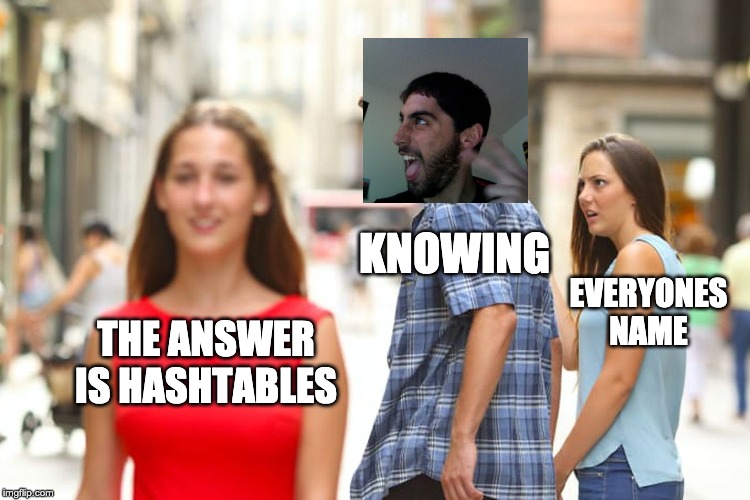 KNOWING
EVERYONES
NAME
THE ANSWER
IS HASHTABLES
imgflip.com